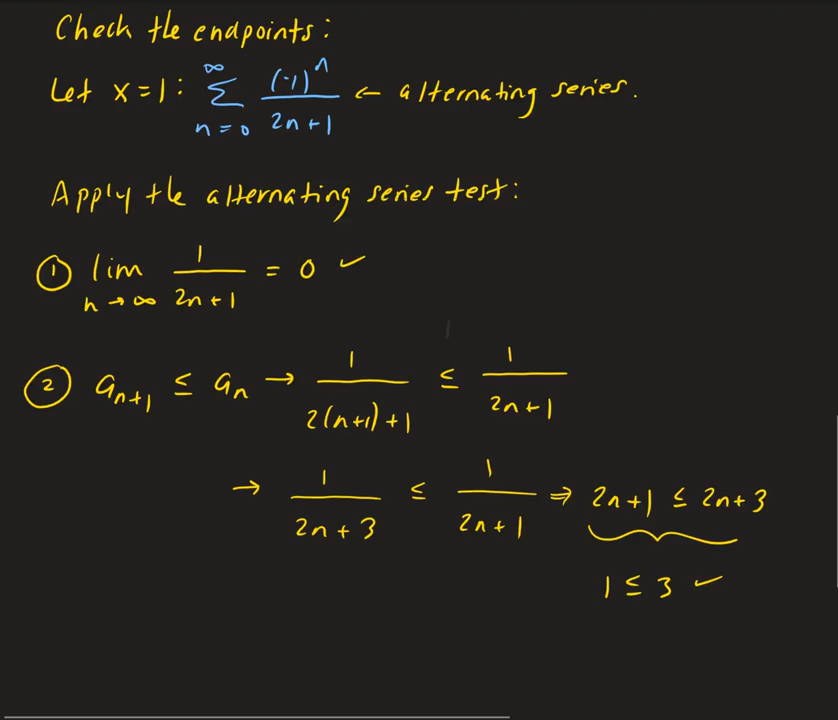 Check the endpoints:
Let x = 1: ∞∑n=0 (-1)^n / 2n+1 ← alternating series.
Apply the alternating series test:
① lim n→∞ 1 / 2n+1 = 0 ✓
② a_{n+1} ≤ a_n → 1 / 2(n+1)+1 ≤ 1 / 2n+1
→ 1 / 2n+3 ≤ 1 / 2n+1 ⇒ 2n+1 ≤ 2n+3
1 ≤ 3 ✓